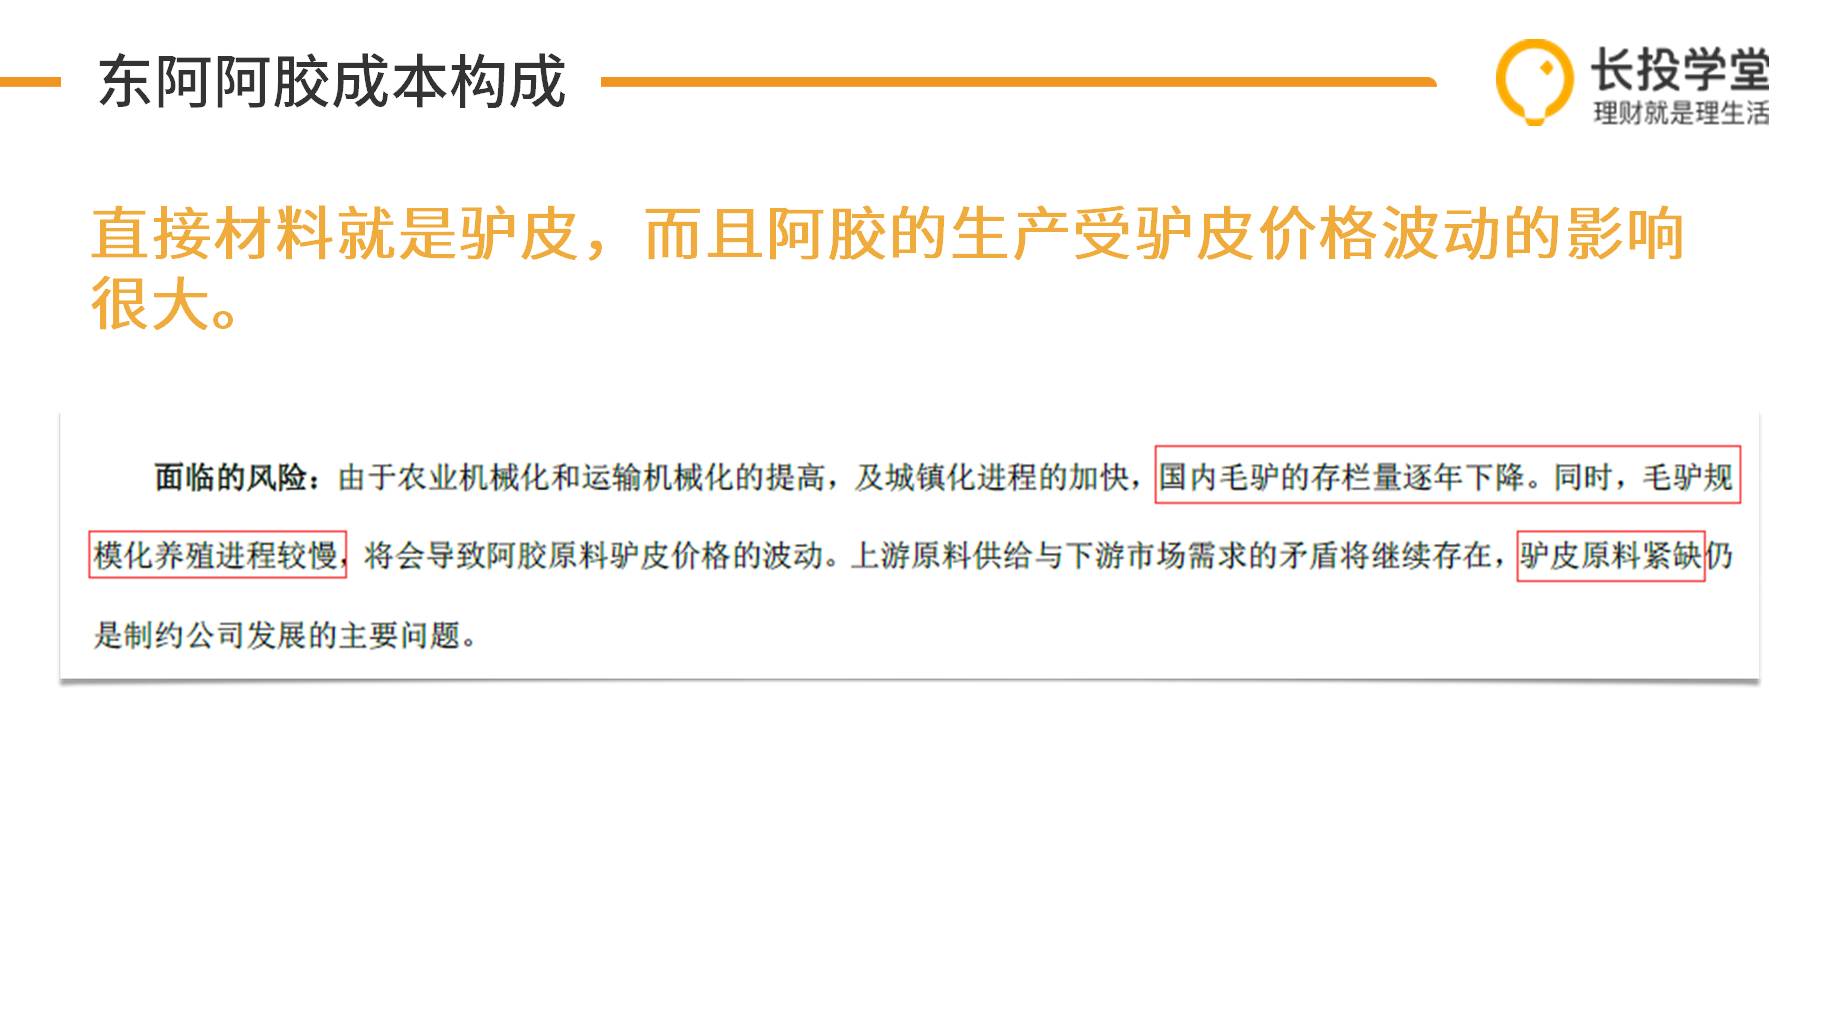 东阿阿胶成本构成
长投学堂
理财就是理生活
直接材料就是驴皮，而且阿胶的生产受驴皮价格波动的影响
很大。
面临的风险：由于农业机械化和运输机械化的提高，及城镇化进程的加快，国内毛驴的存栏量逐年下降。同时，毛驴规
模化养殖进程较慢，将会导致阿胶原料驴皮价格的波动。上游原料供给与下游市场需求的矛盾将继续存在，驴皮原料紧缺仍
是制约公司发展的主要问题。